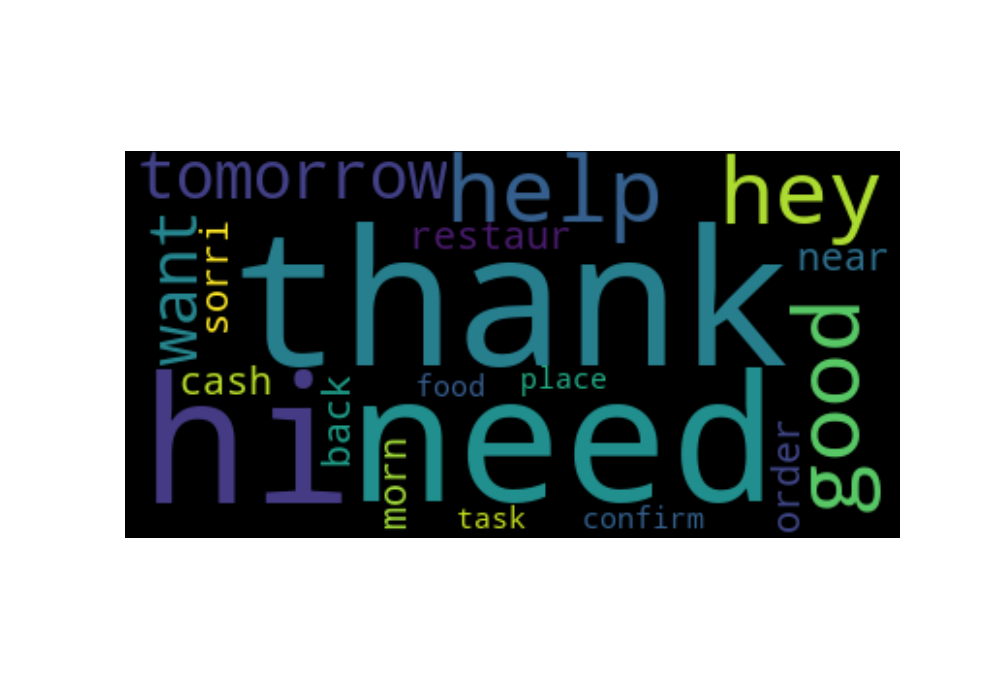 tomorrow
help
hey
want
sorri
restaur
thank
near
good
cash
hi
back
food
place
need
morn
task
confirm
order